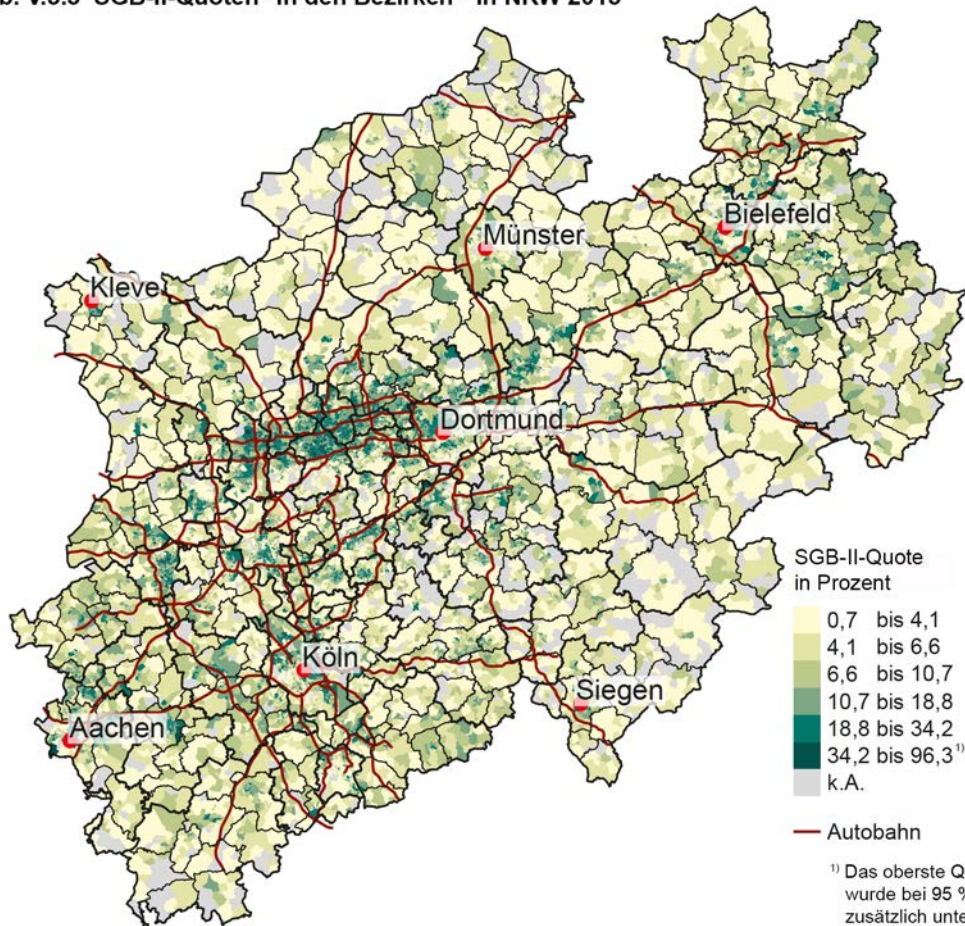 SGB-II-Quoten in den Bezirken in NRW 2015
Bielefeld
Münster
Kleve
Dortmund
Köln
Siegen
Aachen
SGB-II-Quote
in Prozent
0,7 bis 4,1
4,1 bis 6,6
6,6 bis 10,7
10,7 bis 18,8
18,8 bis 34,2
34,2 bis 96,3¹⁾
k.A.
Autobahn
¹⁾ Das oberste
wurde bei 95 %
zusätzlich